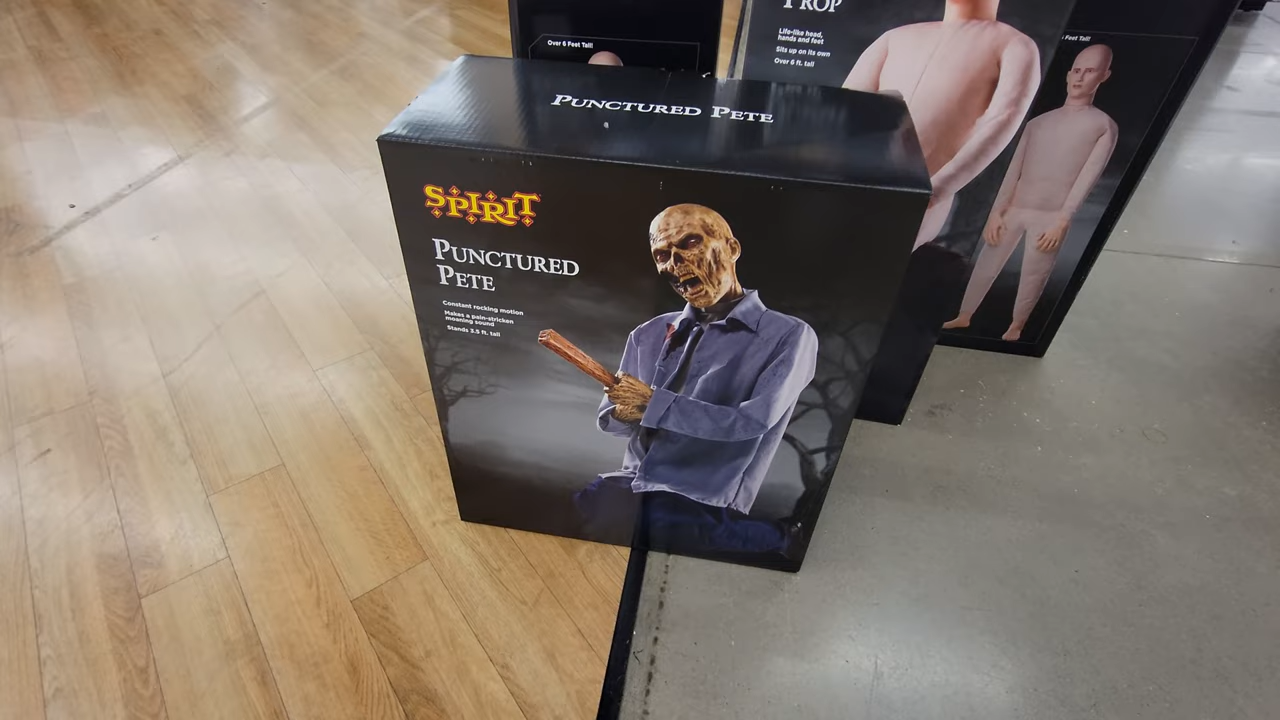 PROP
Life-like head,
hands and feet
Sits up on its own
Over 6 ft. tall
Over 6 Feet Tall!
Feet Tall!
PUNCTURED PETE
SPIRIT
PUNCTURED
PETE
Constant rocking motion
Makes a pain-stricken
moaning sound
Stands 3.5 ft. tall